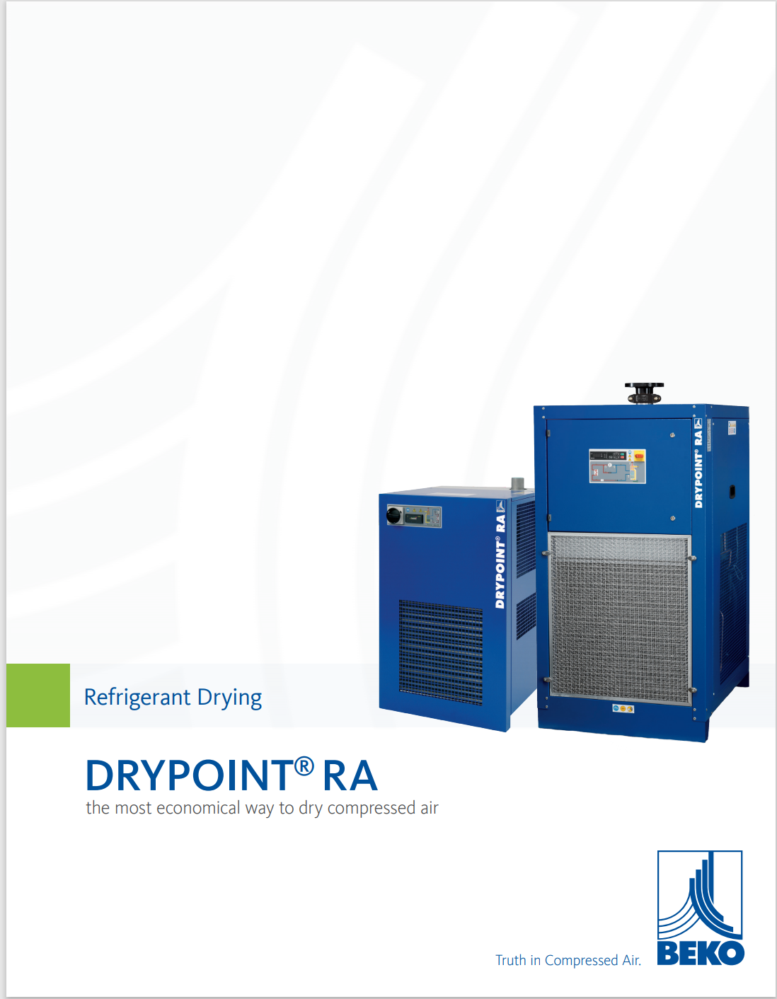 BEKO
DRYPOINT® RA
DRYPOINT® RA
Refrigerant Drying
DRYPOINT® RA
the most economical way to dry compressed air
Truth in Compressed Air.
BEKO